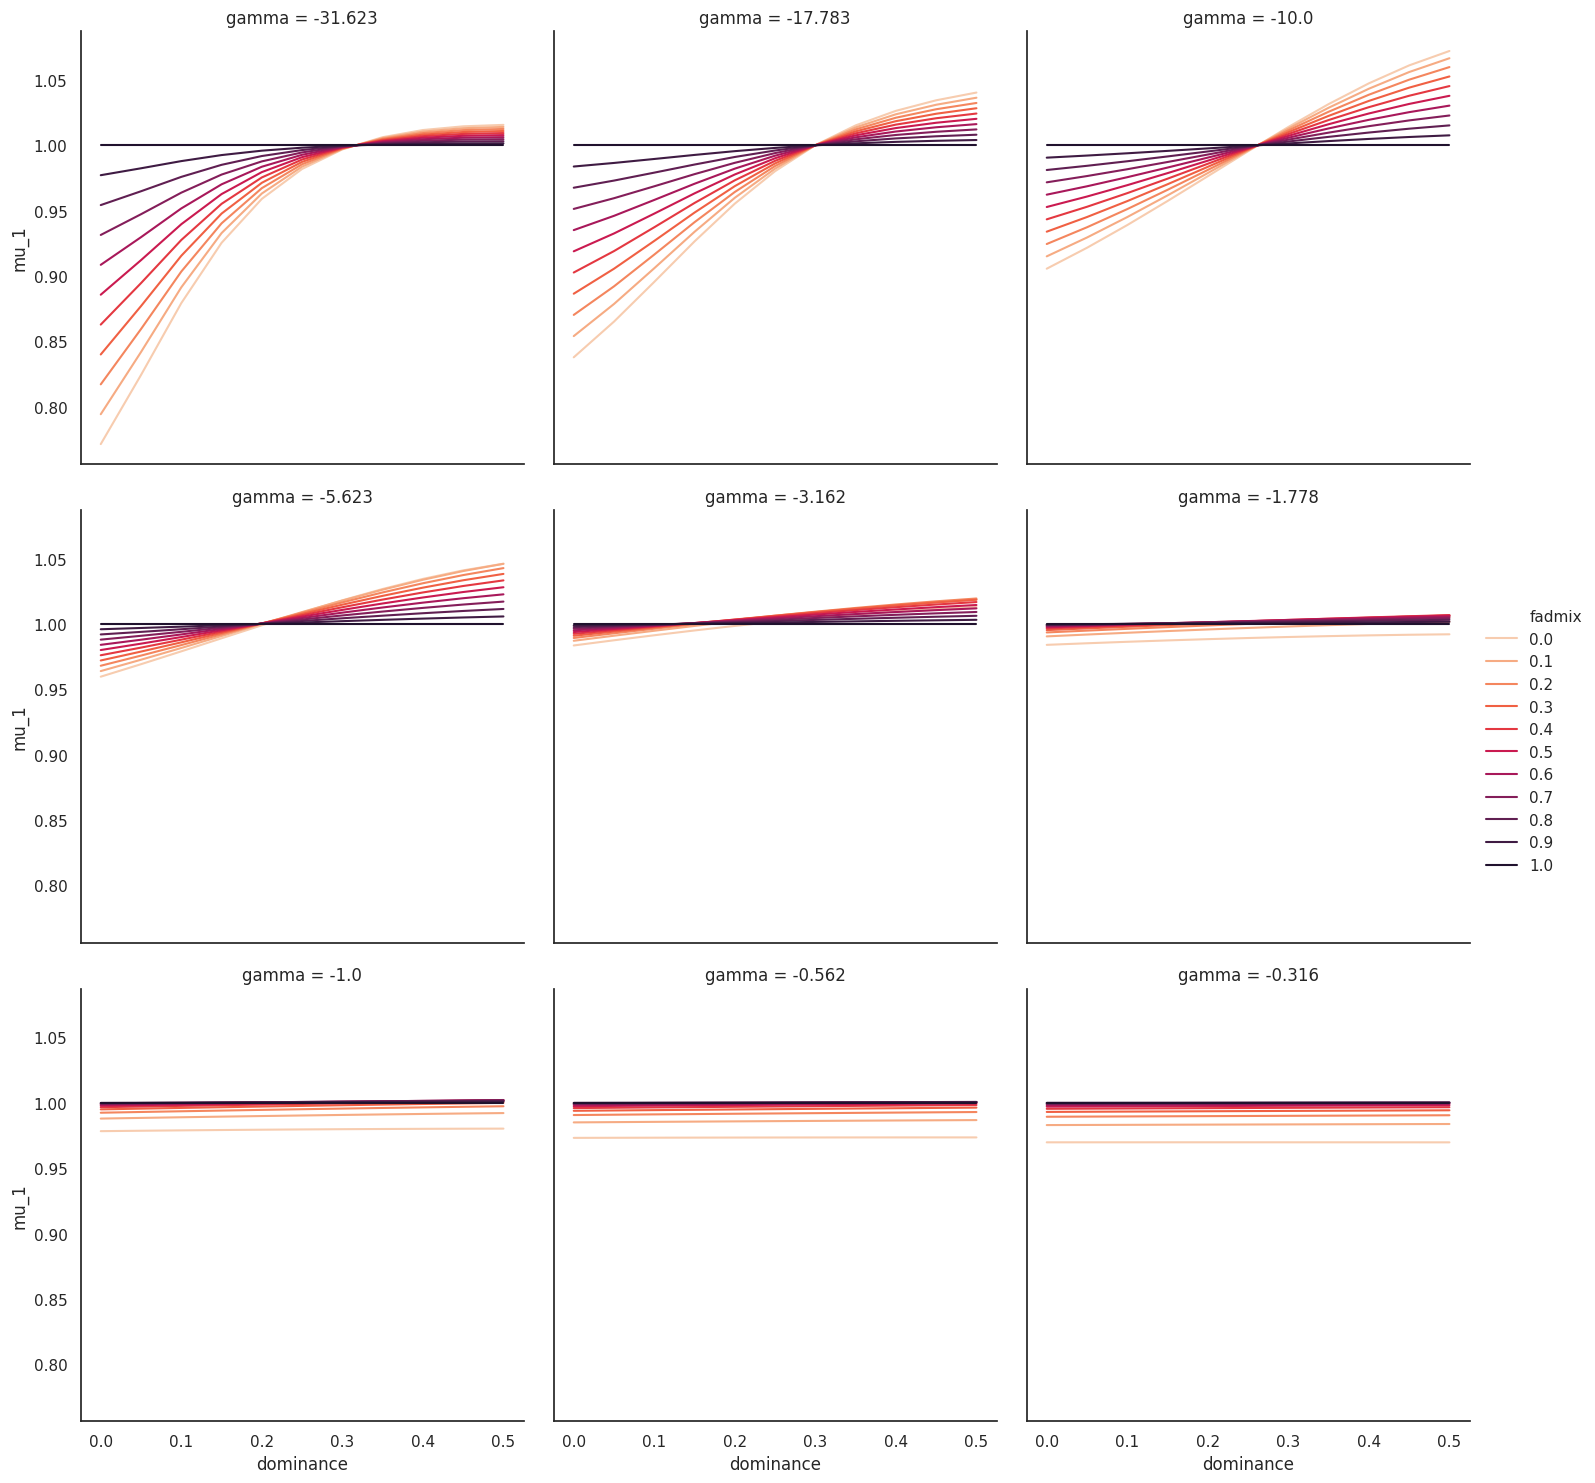 gamma = -31.623
gamma = -17.783
gamma = -10.0
1.05
1.00
0.95
0.90
0.85
0.80
mu_1
gamma = -5.623
gamma = -3.162
gamma = -1.778
1.05
1.00
0.95
0.90
0.85
0.80
mu_1
fadmix
0.0
0.1
0.2
0.3
0.4
0.5
0.6
0.7
0.8
0.9
1.0
gamma = -1.0
gamma = -0.562
gamma = -0.316
1.05
1.00
0.95
0.90
0.85
0.80
mu_1
0.0 0.1 0.2 0.3 0.4 0.5
0.0 0.1 0.2 0.3 0.4 0.5
0.0 0.1 0.2 0.3 0.4 0.5
dominance
dominance
dominance